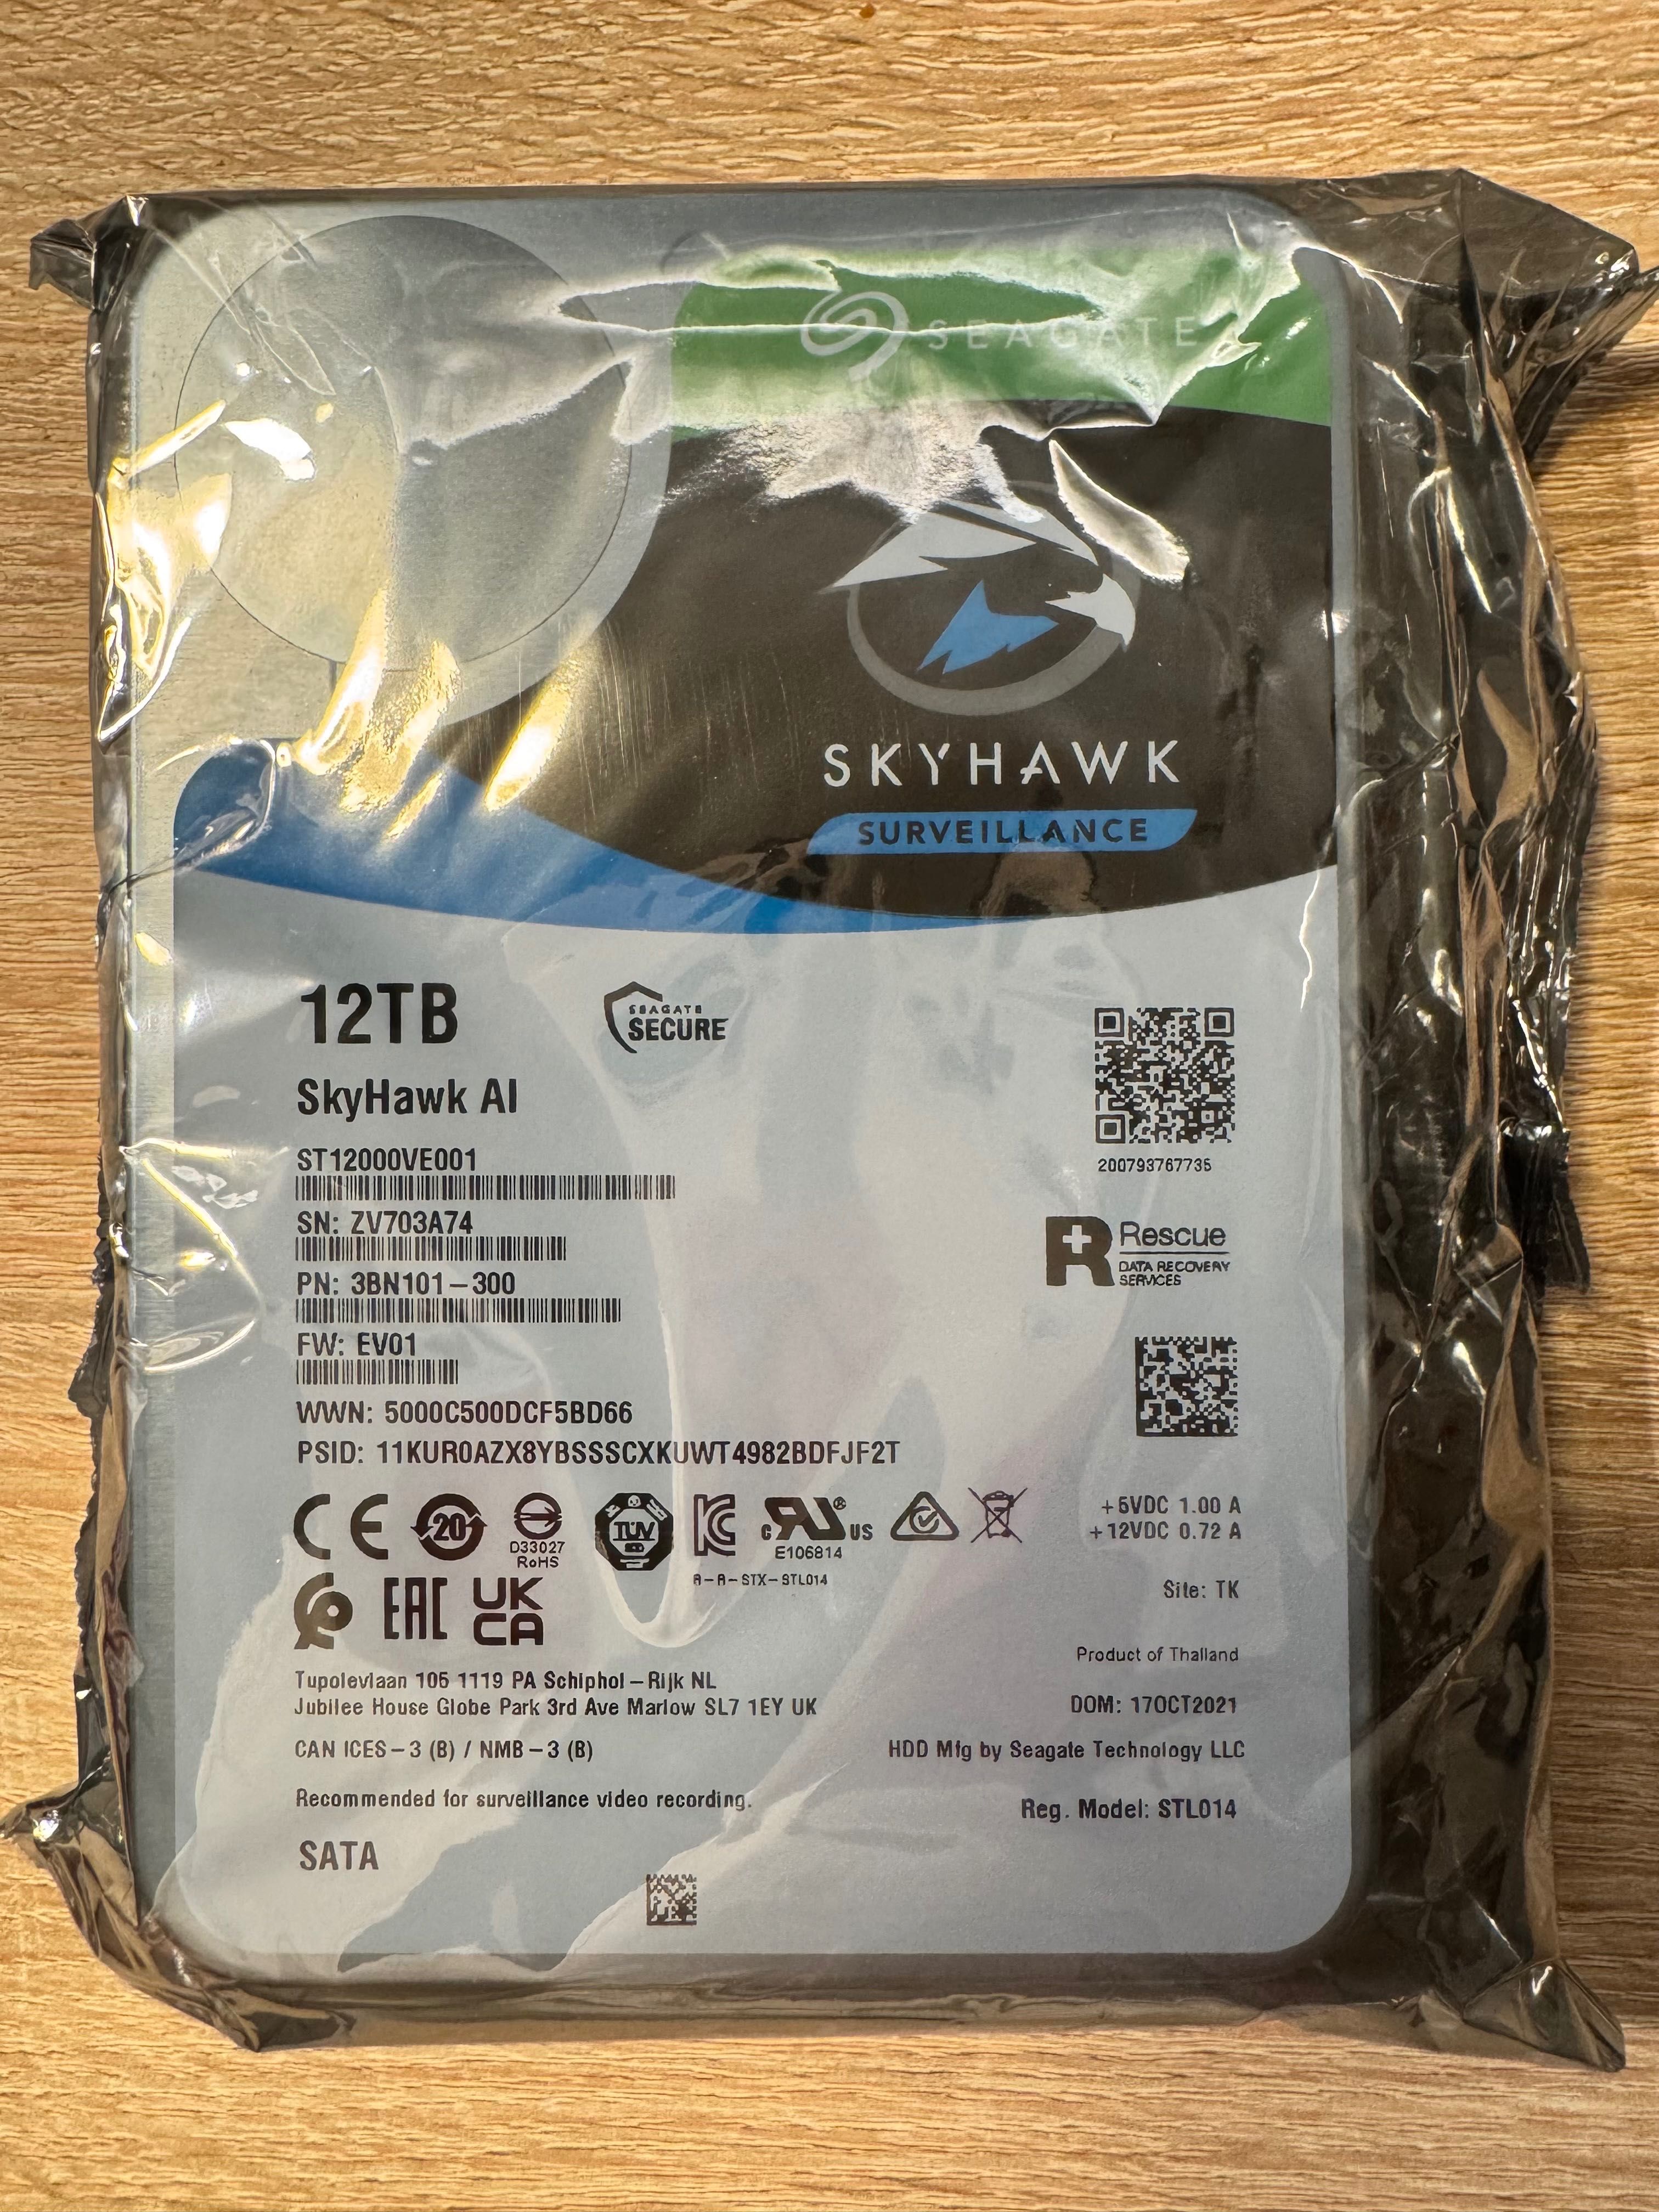 SEAGATE
SKYHAWK
SURVEILLANCE
12TB
SEAGATE
SECURE
SkyHawk AI
ST12000VE001
200793767735
SN: ZV703A74
Rescue
DATA RECOVERY
SERVICES
PN: 3BN101-300
FW: EV01
WWN: 5000C500DCF5BD66
PSID: 11KUR0AZX8YBSSSCXKUWT4982BDFJF2T
CE
20
D33027
RoHS
TÜV
c RU® US
E106814
R-R-STX-STL014
+5VDC 1.00 A
+12VDC 0.72 A
EAC
UK
CA
Site: TK
Product of Thailand
Tupolevlaan 105 1119 PA Schiphol-Rijk NL
Jubilee House Globe Park 3rd Ave Marlow SL7 1EY UK
DOM: 17OCT2021
CAN ICES-3 (B) / NMB-3 (B)
HDD Mfg by Seagate Technology LLC
Recommended for surveillance video recording.
Reg. Model: STL014
SATA